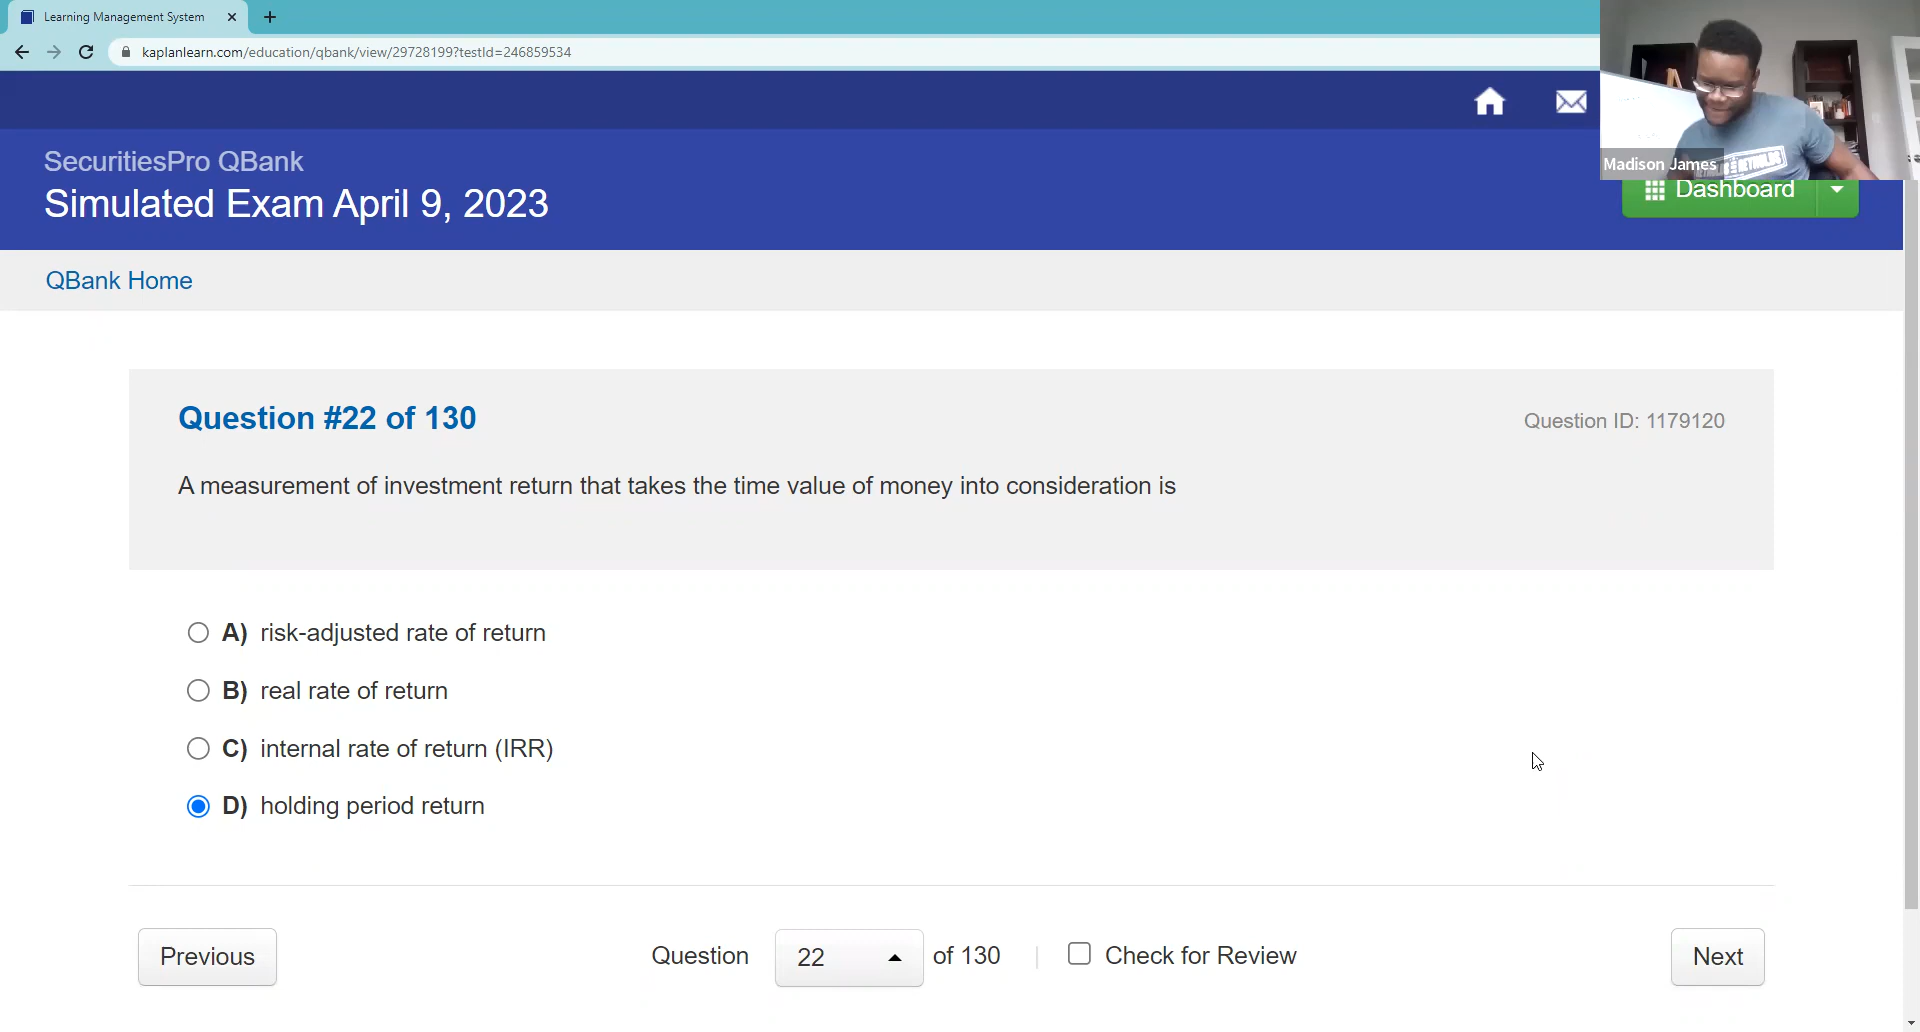 Learning Management System
kaplanlearn.com/education/qbank/view/29728199?testId=246859534
Madison James
SecuritiesPro QBank
Simulated Exam April 9, 2023
Dashboard
QBank Home
Question #22 of 130
Question ID: 1179120
A measurement of investment return that takes the time value of money into consideration is
A) risk-adjusted rate of return
B) real rate of return
C) internal rate of return (IRR)
D) holding period return
Previous
Question 22 of 130 | Check for Review
Next